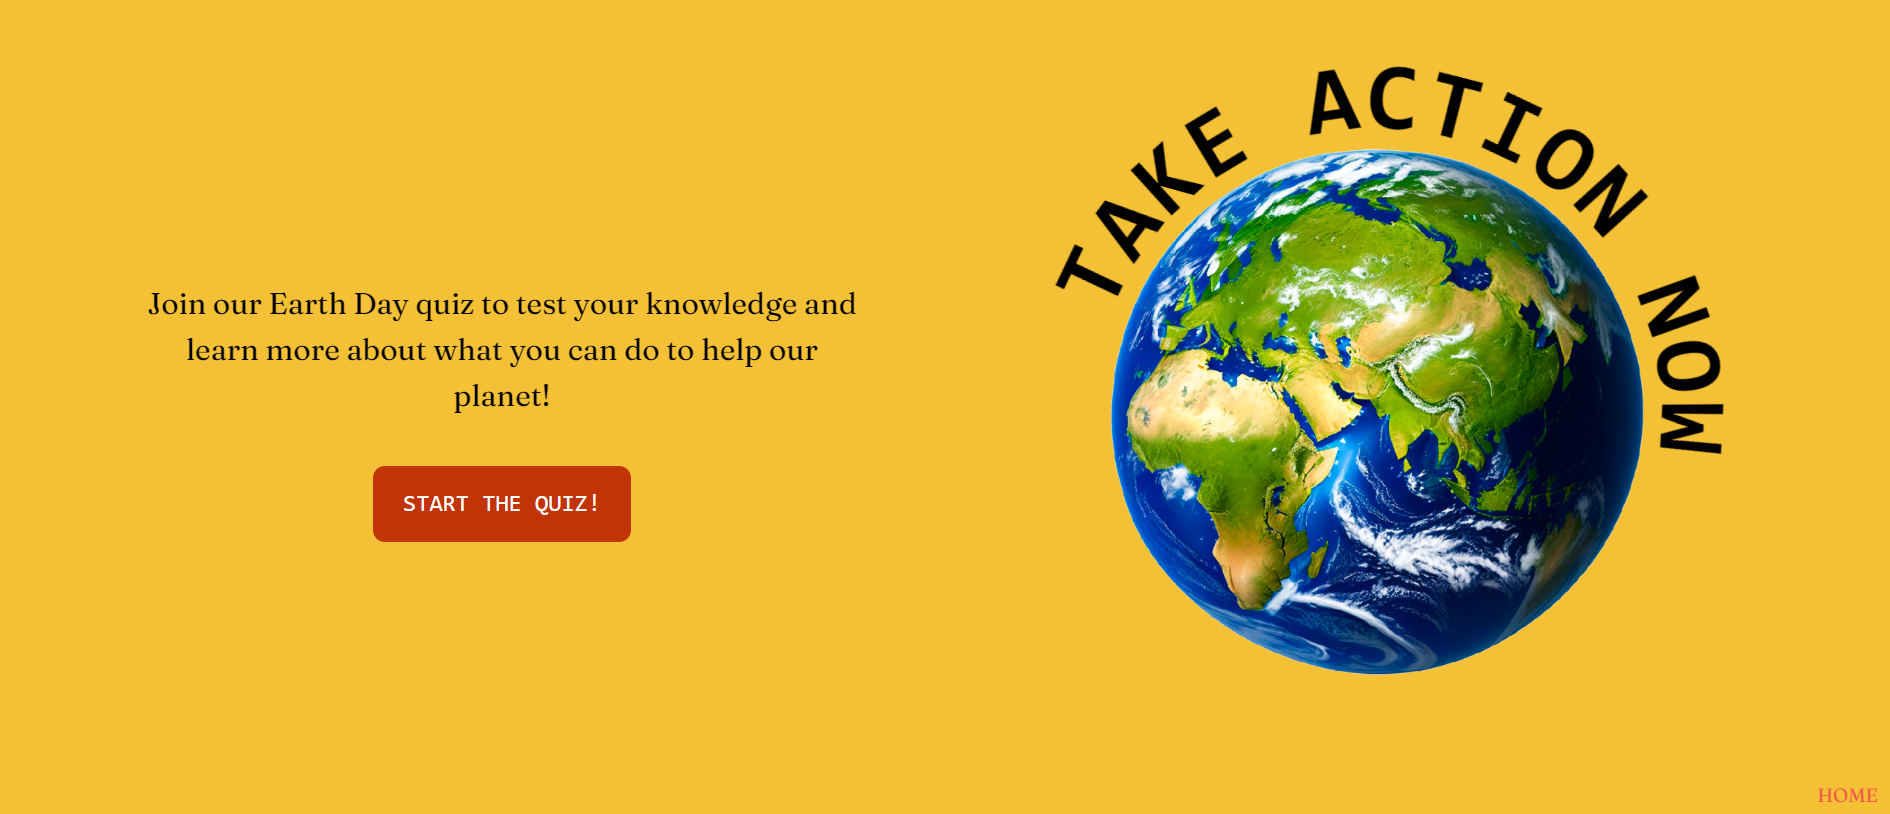 TAKE ACTION NOW
Join our Earth Day quiz to test your knowledge and
learn more about what you can do to help our
planet!
START THE QUIZ!
HOME